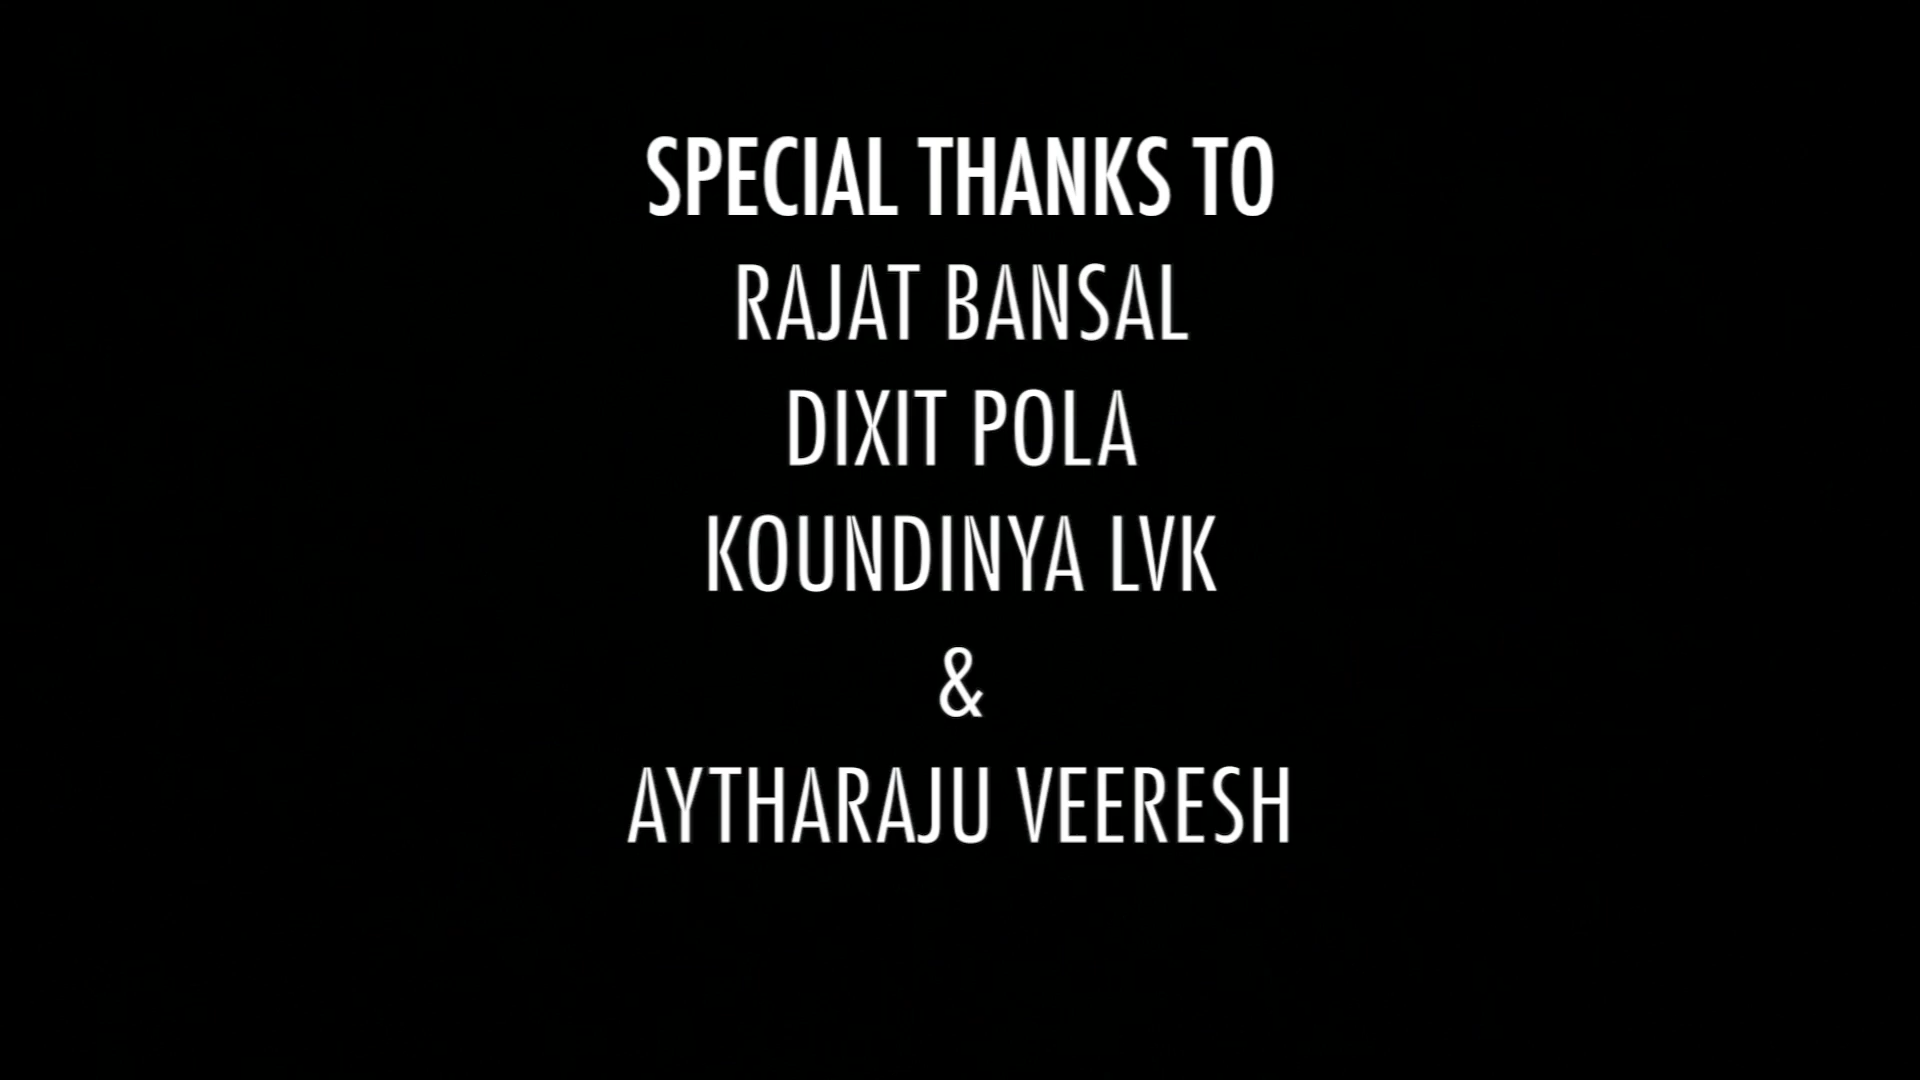 SPECIAL THANKS TO
RAJAT BANSAL
DIXIT POLA
KOUNDINYA LVK
&
AYTHARAJU VEERESH